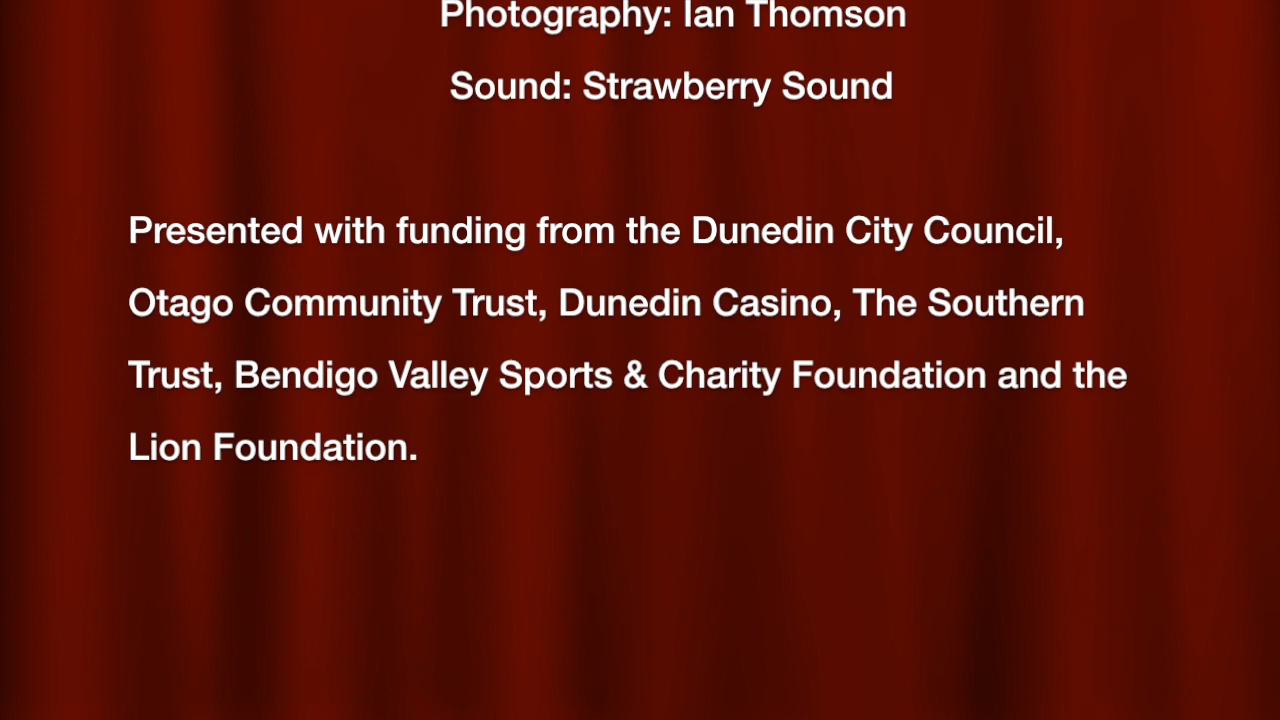 Photography: Ian Thomson
Sound: Strawberry Sound
Presented with funding from the Dunedin City Council,
Otago Community Trust, Dunedin Casino, The Southern
Trust, Bendigo Valley Sports & Charity Foundation and the
Lion Foundation.